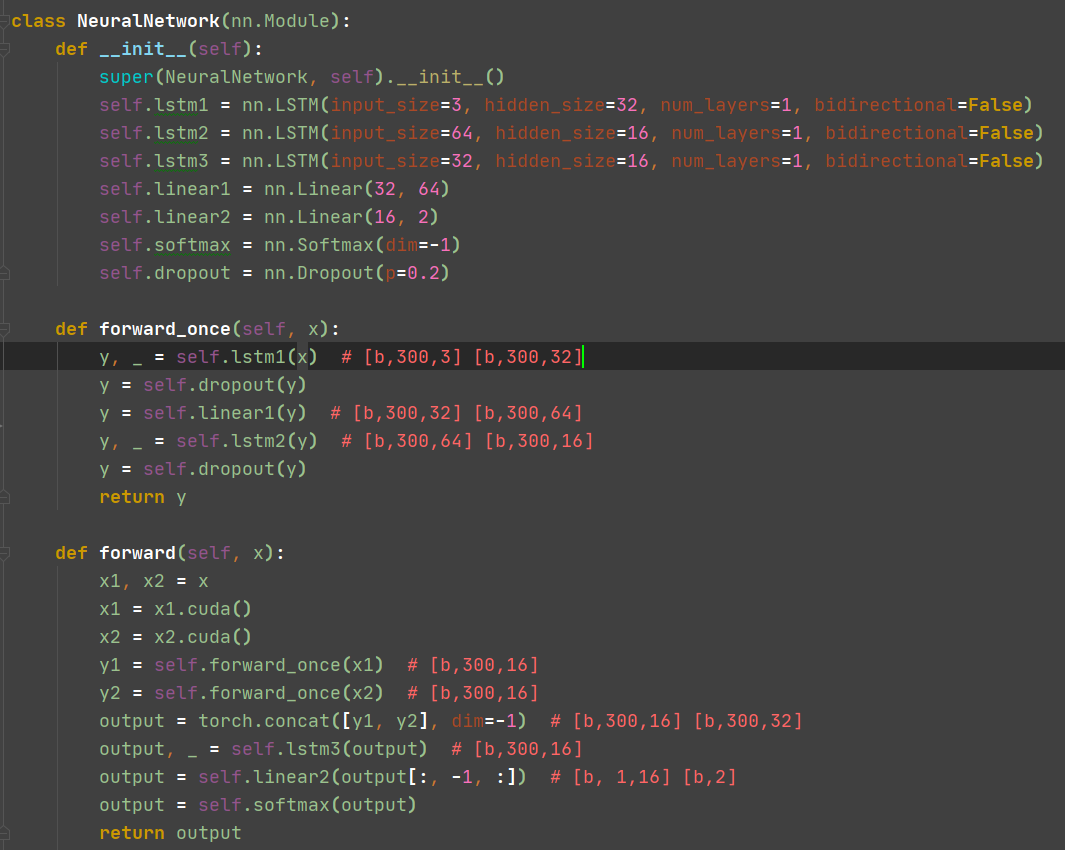 class NeuralNetwork(nn.Module):
    def __init__(self):
        super(NeuralNetwork, self).__init__()
        self.lstm1 = nn.LSTM(input_size=3, hidden_size=32, num_layers=1, bidirectional=False)
        self.lstm2 = nn.LSTM(input_size=64, hidden_size=16, num_layers=1, bidirectional=False)
        self.lstm3 = nn.LSTM(input_size=32, hidden_size=16, num_layers=1, bidirectional=False)
        self.linear1 = nn.Linear(32, 64)
        self.linear2 = nn.Linear(16, 2)
        self.softmax = nn.Softmax(dim=-1)
        self.dropout = nn.Dropout(p=0.2)

    def forward_once(self, x):
        y, _ = self.lstm1(x)  # [b,300,3] [b,300,32]
        y = self.dropout(y)
        y = self.linear1(y)  # [b,300,32] [b,300,64]
        y, _ = self.lstm2(y)  # [b,300,64] [b,300,16]
        y = self.dropout(y)
        return y

    def forward(self, x):
        x1, x2 = x
        x1 = x1.cuda()
        x2 = x2.cuda()
        y1 = self.forward_once(x1)  # [b,300,16]
        y2 = self.forward_once(x2)  # [b,300,16]
        output = torch.concat([y1, y2], dim=-1)  # [b,300,16] [b,300,32]
        output, _ = self.lstm3(output)  # [b,300,16]
        output = self.linear2(output[:, -1, :])  # [b, 1,16] [b,2]
        output = self.softmax(output)
        return output